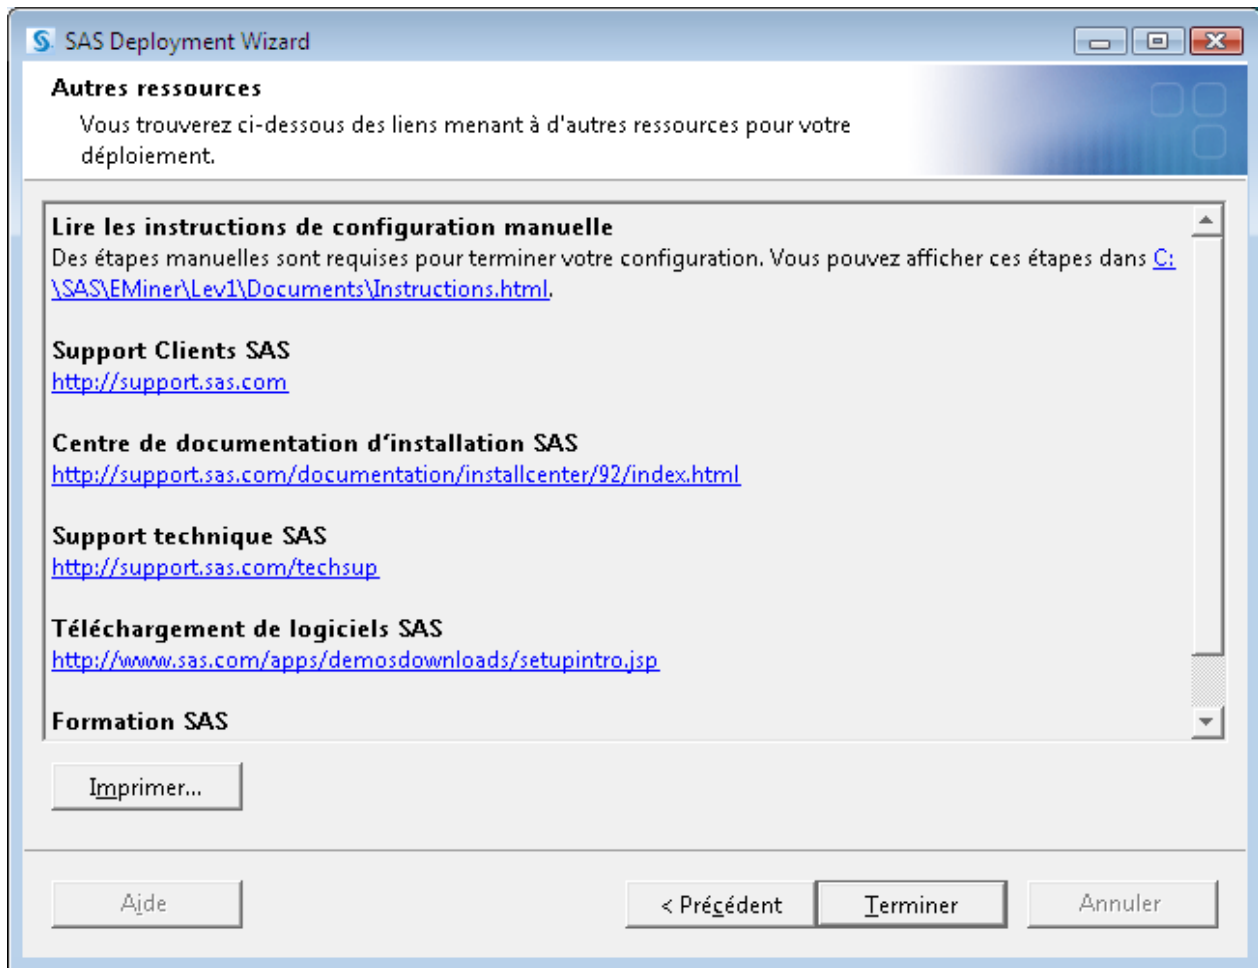 SAS Deployment Wizard
Autres ressources
Vous trouverez ci-dessous des liens menant à d'autres ressources pour votre
déploiement.
Lire les instructions de configuration manuelle
Des étapes manuelles sont requises pour terminer votre configuration. Vous pouvez afficher ces étapes dans C:
\SAS\EMiner\Lev1\Documents\Instructions.html.
Support Clients SAS
http://support.sas.com
Centre de documentation d'installation SAS
http://support.sas.com/documentation/installcenter/92/index.html
Support technique SAS
http://support.sas.com/techsup
Téléchargement de logiciels SAS
http://www.sas.com/apps/demosdownloads/setupintro.jsp
Formation SAS
Imprimer...
Aide
< Précédent
Terminer
Annuler